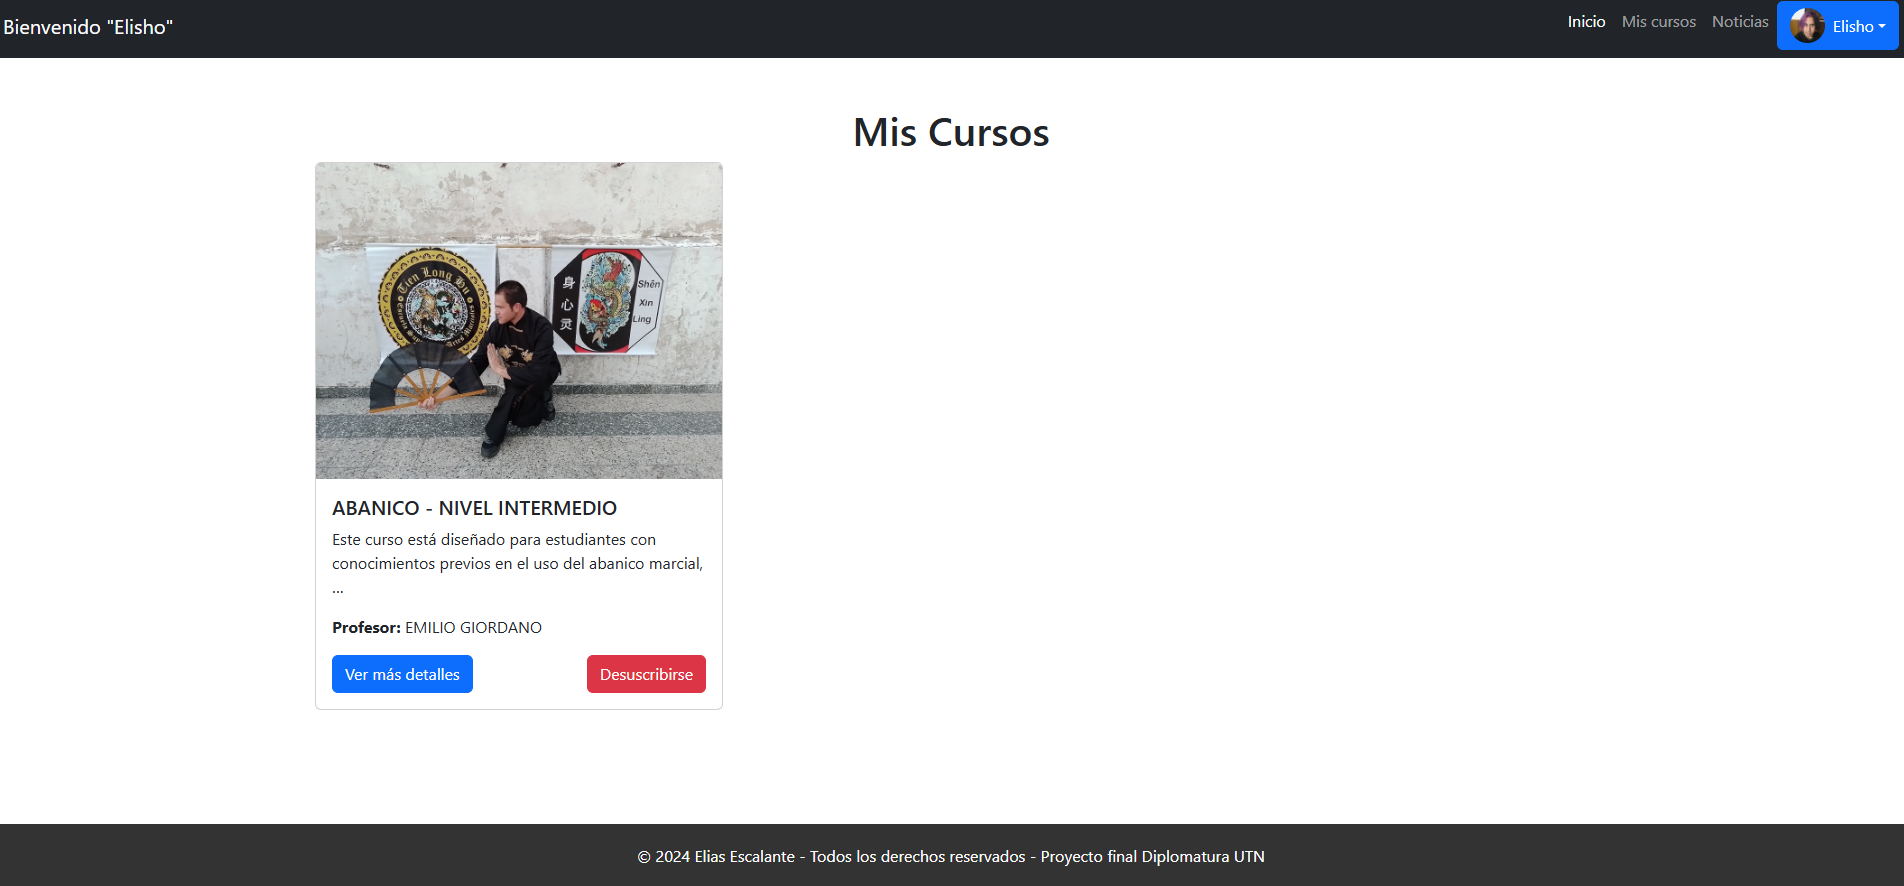 Bienvenido "Elisho"
Inicio
Mis cursos
Noticias
Elisho
Mis Cursos
Tien Long Hu
身
心
灵
Shēn
Xin
Ling
ABANICO - NIVEL INTERMEDIO
Este curso está diseñado para estudiantes con
conocimientos previos en el uso del abanico marcial,
...
Profesor: EMILIO GIORDANO
Ver más detalles
Desuscribirse
© 2024 Elias Escalante - Todos los derechos reservados - Proyecto final Diplomatura UTN